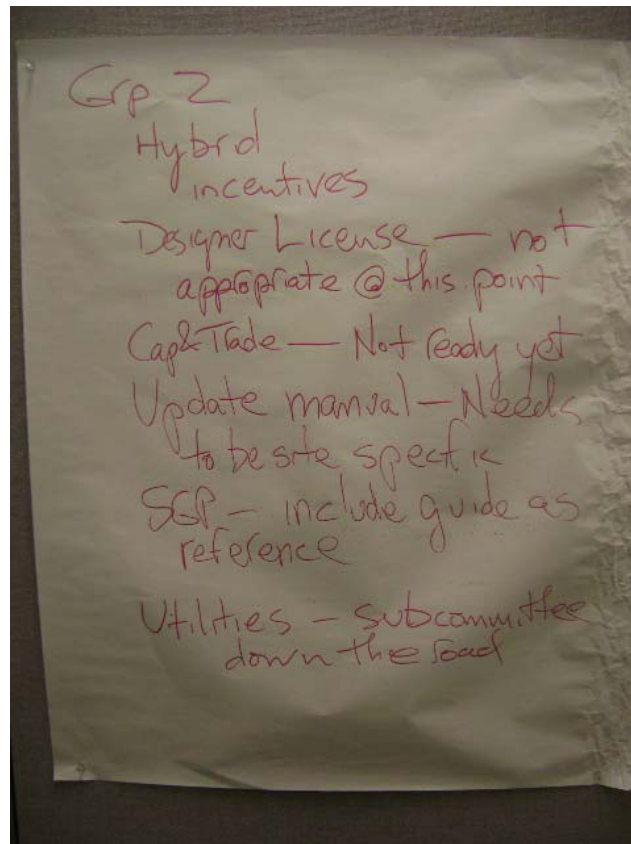 Grp 2
Hybrid
incentives
Designer License — not
appropriate @ this point
Cap & Trade — Not ready yet
Update manual — Needs
to be site specific
SGP — include guide as
reference
Utilities — subcommittee
down the road